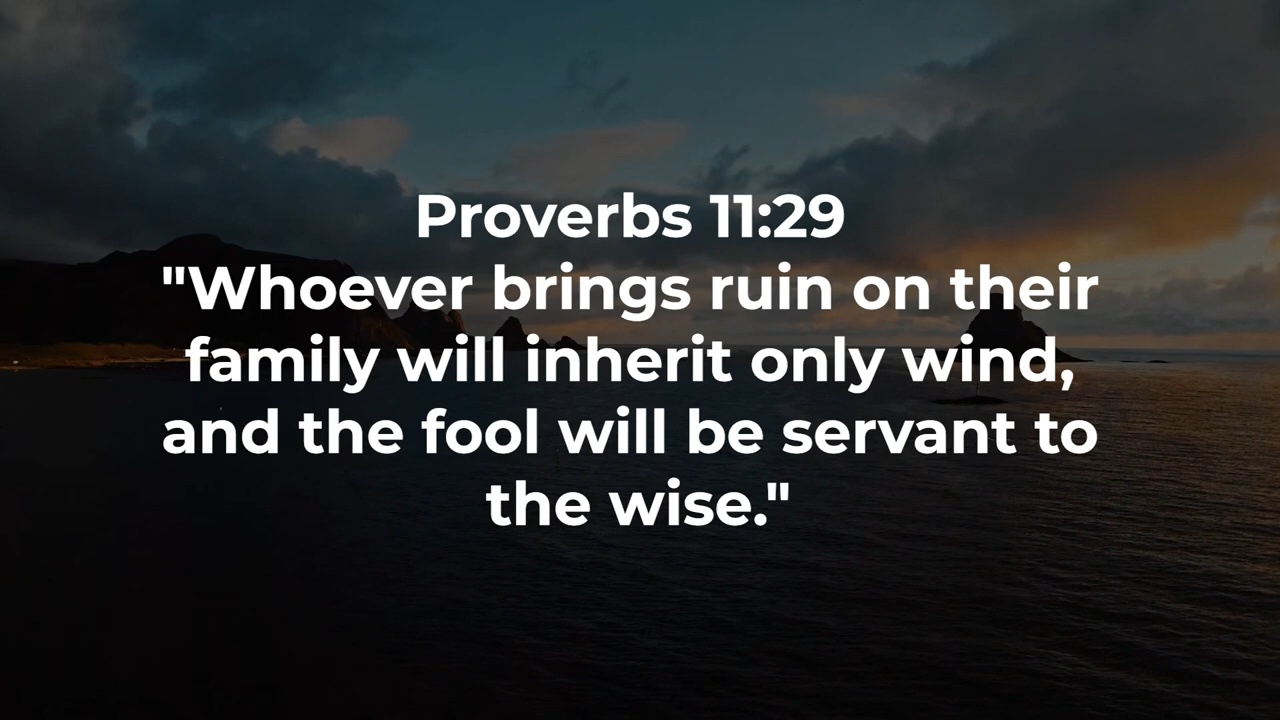 Proverbs 11:29
"Whoever brings ruin on their
family will inherit only wind,
and the fool will be servant to
the wise."